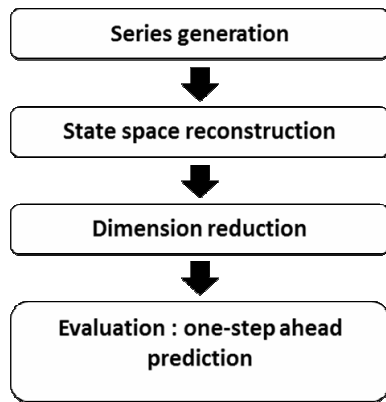 Series generation
State space reconstruction
Dimension reduction
Evaluation : one-step ahead
prediction